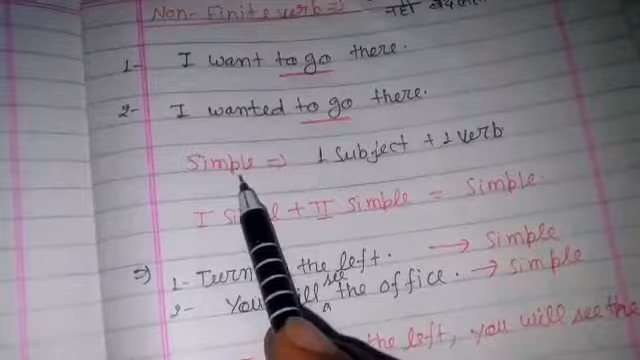 Non-Finite verb ⇒ नही
1- I want to go there.
2- I wanted to go there.
Simple ⇒ 1 Subject + 1 verb
I + II simple = Simple.
⇒ 1- Turn the left. → simple
2- You see the office. → simple
the left, you will see the